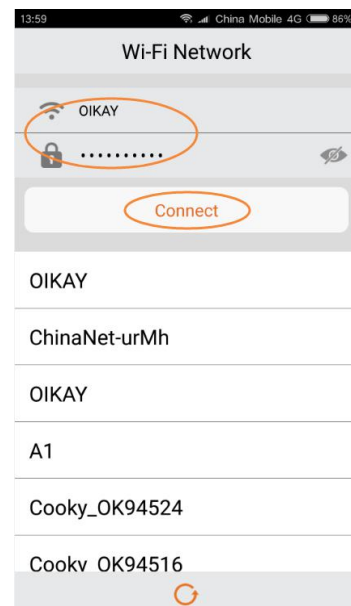 13:59 China Mobile 4G 86%
Wi-Fi Network
OIKAY
••••••••••
Connect
OIKAY
ChinaNet-urMh
OIKAY
A1
Cooky_OK94524
Cooky_OK94516